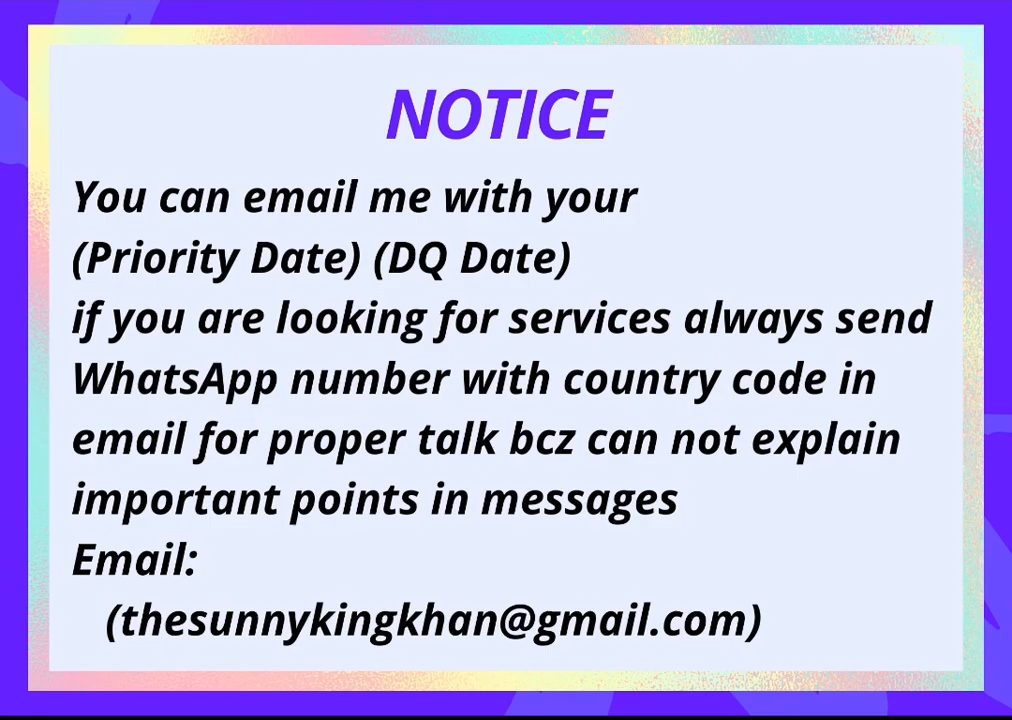 NOTICE
You can email me with your
(Priority Date) (DQ Date)
if you are looking for services always send
WhatsApp number with country code in
email for proper talk bcz can not explain
important points in messages
Email:
(thesunnykingkhan@gmail.com)